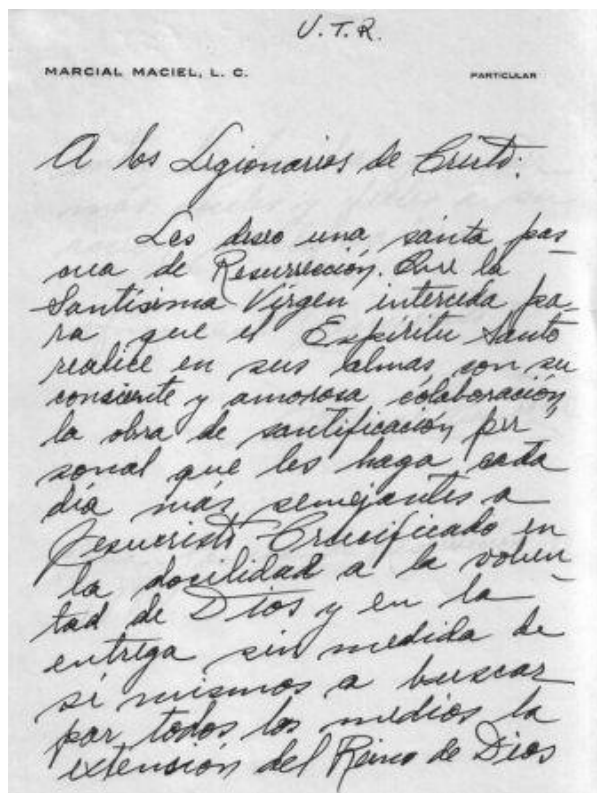 U.T.R.
MARCIAL MACIEL, L. C. PARTICULAR
A los Legionarios de Cristo:
Les deseo una santa pas
cua de Resurrección. Que la
Santísima Virgen interceda pa-
ra que el Espíritu Santo
realice en sus almas, con su
consciente y amorosa colaboración,
la obra de santificación per
sonal que les haga cada
día más semejantes a
Jesucristo Crucificado en
la docilidad a la volun
tad de Dios y en la
entrega sin medida de
sí mismos a buscar
por todos los medios la
extensión del Reino de Dios